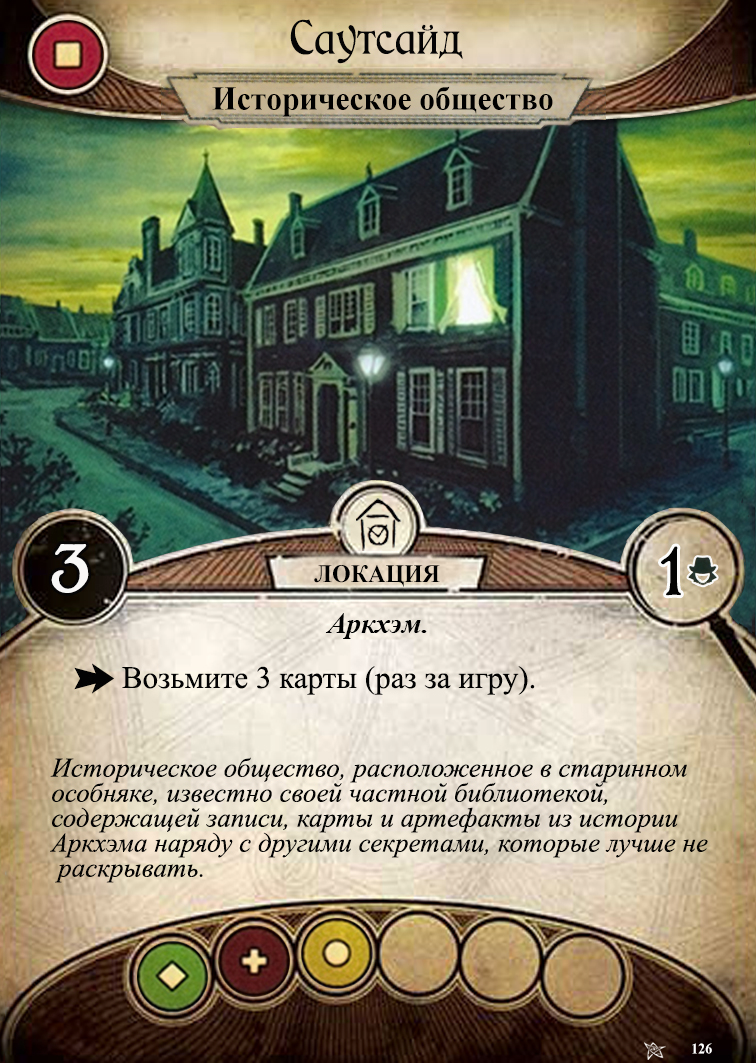 Саутсайд
Историческое общество
3
1
ЛОКАЦИЯ
Аркхэм.
Возьмите 3 карты (раз за игру).
Историческое общество, расположенное в старинном
особняке, известно своей частной библиотекой,
содержащей записи, карты и артефакты из истории
Аркхэма наряду с другими секретами, которые лучше не
раскрывать.
126